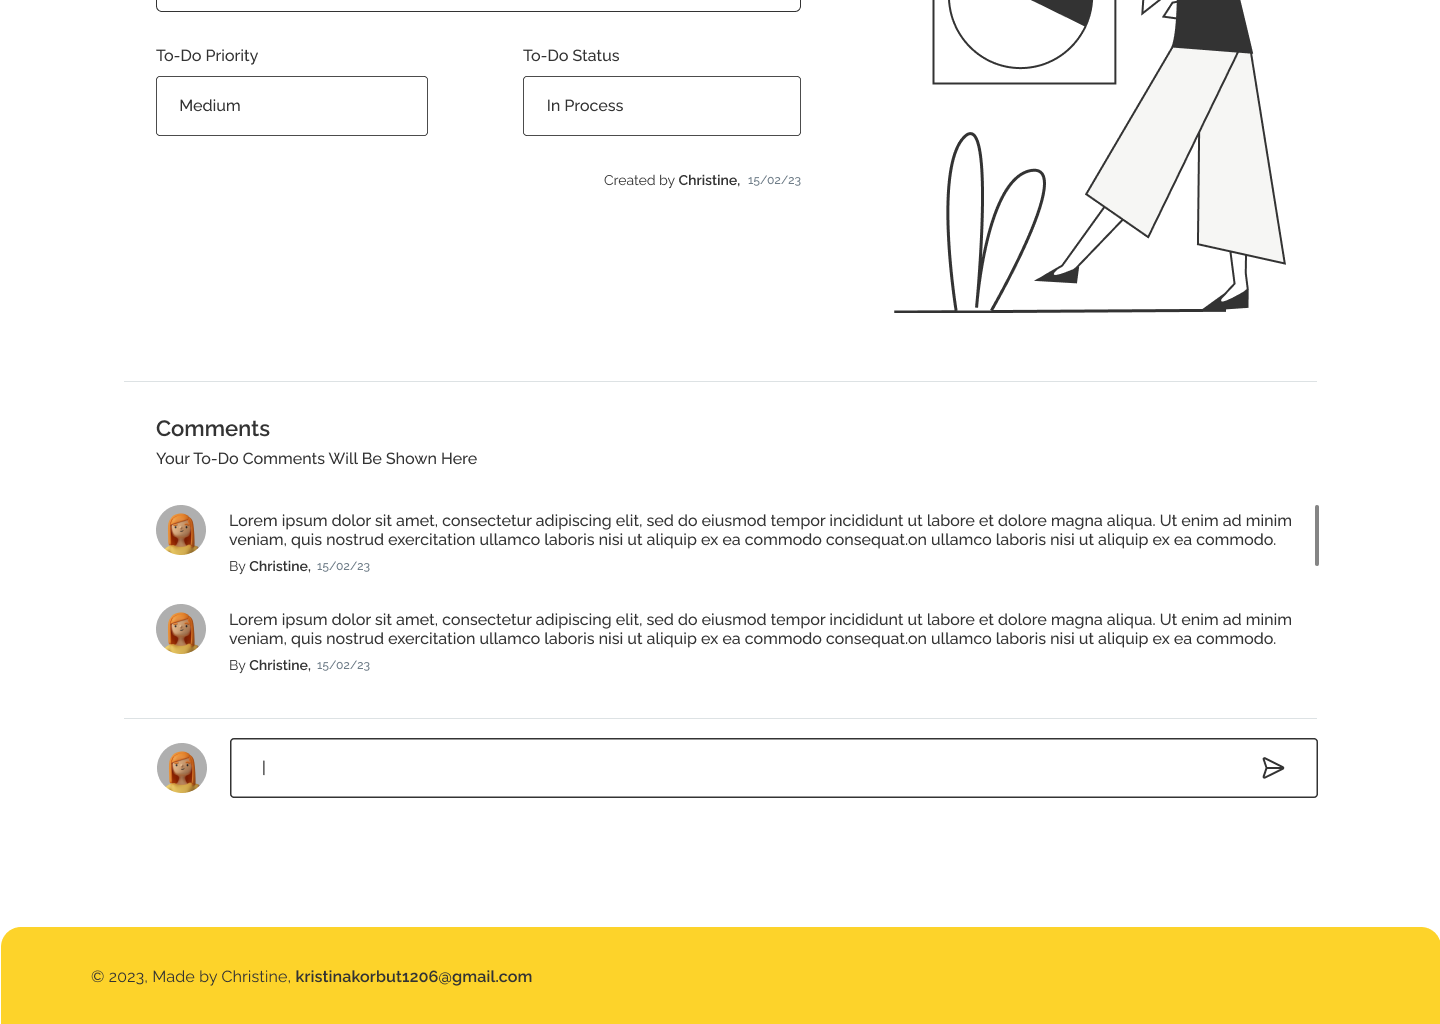 To-Do Priority
To-Do Status
Medium
In Process
Created by Christine, 15/02/23
Comments
Your To-Do Comments Will Be Shown Here
Lorem ipsum dolor sit amet, consectetur adipiscing elit, sed do eiusmod tempor incididunt ut labore et dolore magna aliqua. Ut enim ad minim
veniam, quis nostrud exercitation ullamco laboris nisi ut aliquip ex ea commodo consequat.on ullamco laboris nisi ut aliquip ex ea commodo.
By Christine, 15/02/23
Lorem ipsum dolor sit amet, consectetur adipiscing elit, sed do eiusmod tempor incididunt ut labore et dolore magna aliqua. Ut enim ad minim
veniam, quis nostrud exercitation ullamco laboris nisi ut aliquip ex ea commodo consequat.on ullamco laboris nisi ut aliquip ex ea commodo.
By Christine, 15/02/23
© 2023, Made by Christine, kristinakorbut1206@gmail.com